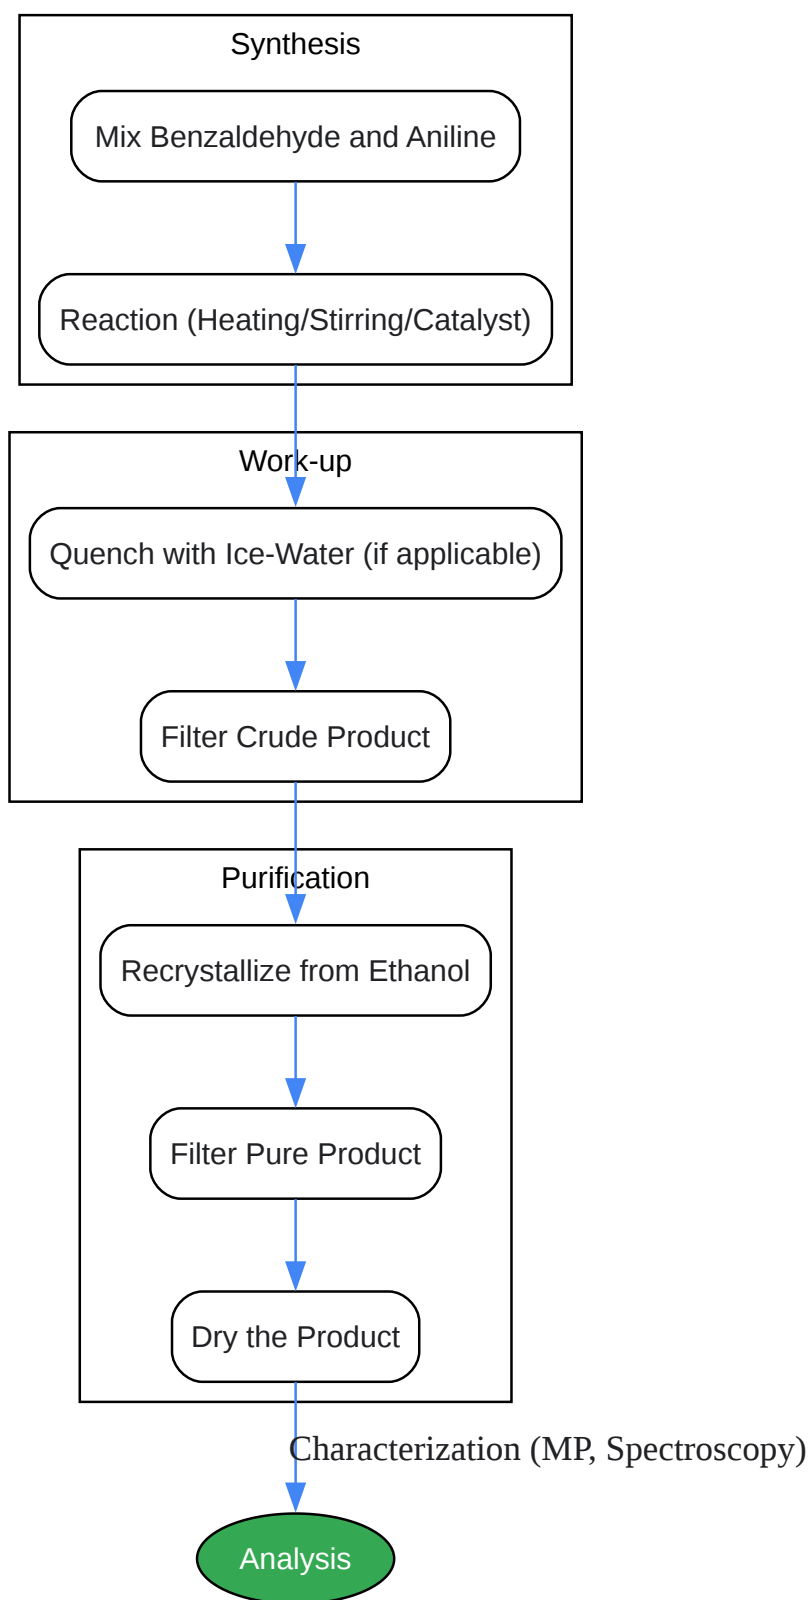 Synthesis
Mix Benzaldehyde and Aniline
Reaction (Heating/Stirring/Catalyst)
Work-up
Quench with Ice-Water (if applicable)
Filter Crude Product
Purification
Recrystallize from Ethanol
Filter Pure Product
Dry the Product
Characterization (MP, Spectroscopy)
Analysis